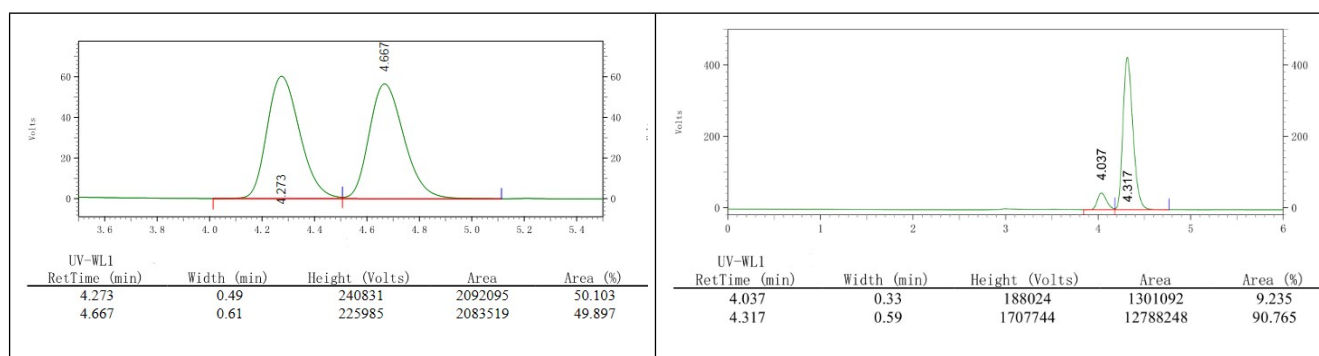 4.273
4.667
Volts
60
40
20
0
60
40
20
0
3.6 3.8 4.0 4.2 4.4 4.6 4.8 5.0 5.2 5.4
UV-WL1
RetTime (min) Width (min) Height (Volts) Area Area (%)
4.273 0.49 240831 2092095 50.103
4.667 0.61 225985 2083519 49.897
4.037
4.317
Volts
400
200
0
400
200
0
0 1 2 3 4 5 6
UV-WL1
RetTime (min) Width (min) Height (Volts) Area Area (%)
4.037 0.33 188024 1301092 9.235
4.317 0.59 1707744 12788248 90.765